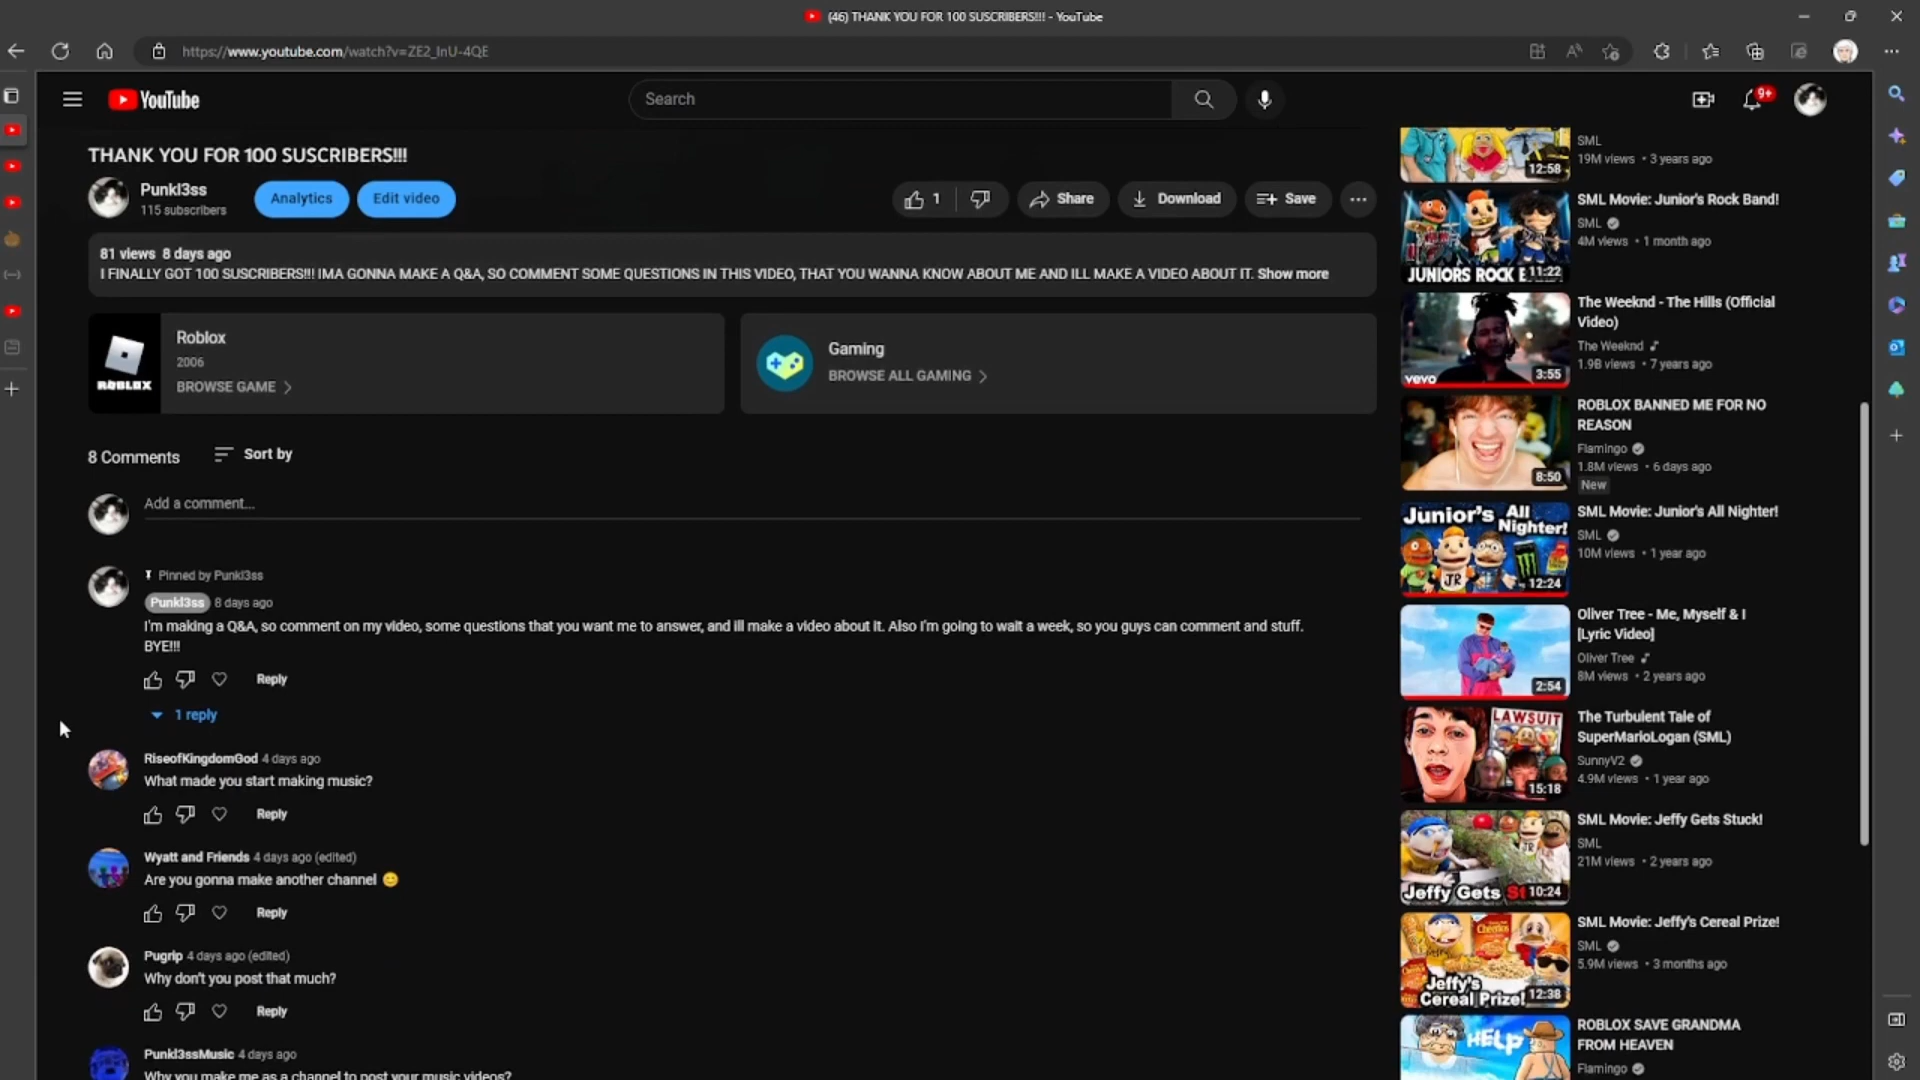 (46) THANK YOU FOR 100 SUSCRIBERS!!! - YouTube
https://www.youtube.com/watch?v=ZE2_InU-4QE
YouTube
Search
9+
THANK YOU FOR 100 SUSCRIBERS!!!
Punkl3ss
115 subscribers
Analytics
Edit video
1
Share
Download
Save
81 views 8 days ago
I FINALLY GOT 100 SUSCRIBERS!!! IMA GONNA MAKE A Q&A, SO COMMENT SOME QUESTIONS IN THIS VIDEO, THAT YOU WANNA KNOW ABOUT ME AND ILL MAKE A VIDEO ABOUT IT. Show more
ROBLOX
Roblox
2006
BROWSE GAME
Gaming
BROWSE ALL GAMING
8 Comments
Sort by
Add a comment...
Pinned by Punkl3ss
Punkl3ss 8 days ago
I'm making a Q&A, so comment on my video, some questions that you want me to answer, and ill make a video about it. Also I'm going to wait a week, so you guys can comment and stuff.
BYE!!!
Reply
1 reply
RiseofKingdomGod 4 days ago
What made you start making music?
Reply
Wyatt and Friends 4 days ago (edited)
Are you gonna make another channel 😊
Reply
Pugrip 4 days ago (edited)
Why don't you post that much?
Reply
Punkl3ssMusic 4 days ago
Why you make me as a channel to post your music videos?
12:58
SML
19M views • 3 years ago
JUNIORS ROCK
11:22
SML Movie: Junior's Rock Band!
SML
4M views • 1 month ago
vevo
3:55
The Weeknd - The Hills (Official
Video)
The Weeknd
1.9B views • 7 years ago
8:50
ROBLOX BANNED ME FOR NO
REASON
Flamingo
1.8M views • 6 days ago
New
Junior's All
Nighter!
JR
12:24
SML Movie: Junior's All Nighter!
SML
10M views • 1 year ago
2:54
Oliver Tree - Me, Myself & I
[Lyric Video]
Oliver Tree
8M views • 2 years ago
LAWSUIT
15:18
The Turbulent Tale of
SuperMarioLogan (SML)
SunnyV2
4.9M views • 1 year ago
JR
Jeffy Gets
10:24
SML Movie: Jeffy Gets Stuck!
SML
21M views • 2 years ago
Cheerios
Jeffy's
Cereal Prize!
12:38
SML Movie: Jeffy's Cereal Prize!
SML
5.9M views • 3 months ago
HELP
ROBLOX SAVE GRANDMA
FROM HEAVEN
Flamingo